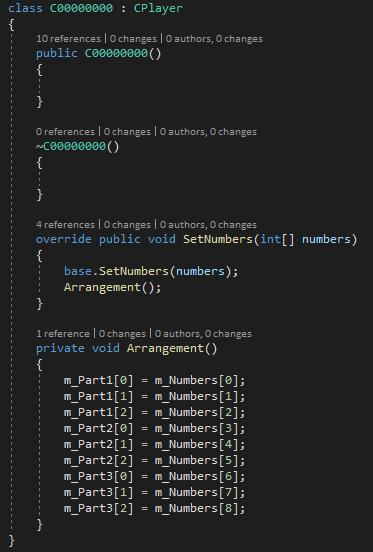 class C00000000 : CPlayer
{
10 references | 0 changes | 0 authors, 0 changes
public C00000000()
{
}
0 references | 0 changes | 0 authors, 0 changes
~C00000000()
{
}
4 references | 0 changes | 0 authors, 0 changes
override public void SetNumbers(int[] numbers)
{
base.SetNumbers(numbers);
Arrangement();
}
1 reference | 0 changes | 0 authors, 0 changes
private void Arrangement()
{
m_Part1[0] = m_Numbers[0];
m_Part1[1] = m_Numbers[1];
m_Part1[2] = m_Numbers[2];
m_Part2[0] = m_Numbers[3];
m_Part2[1] = m_Numbers[4];
m_Part2[2] = m_Numbers[5];
m_Part3[0] = m_Numbers[6];
m_Part3[1] = m_Numbers[7];
m_Part3[2] = m_Numbers[8];
}
}